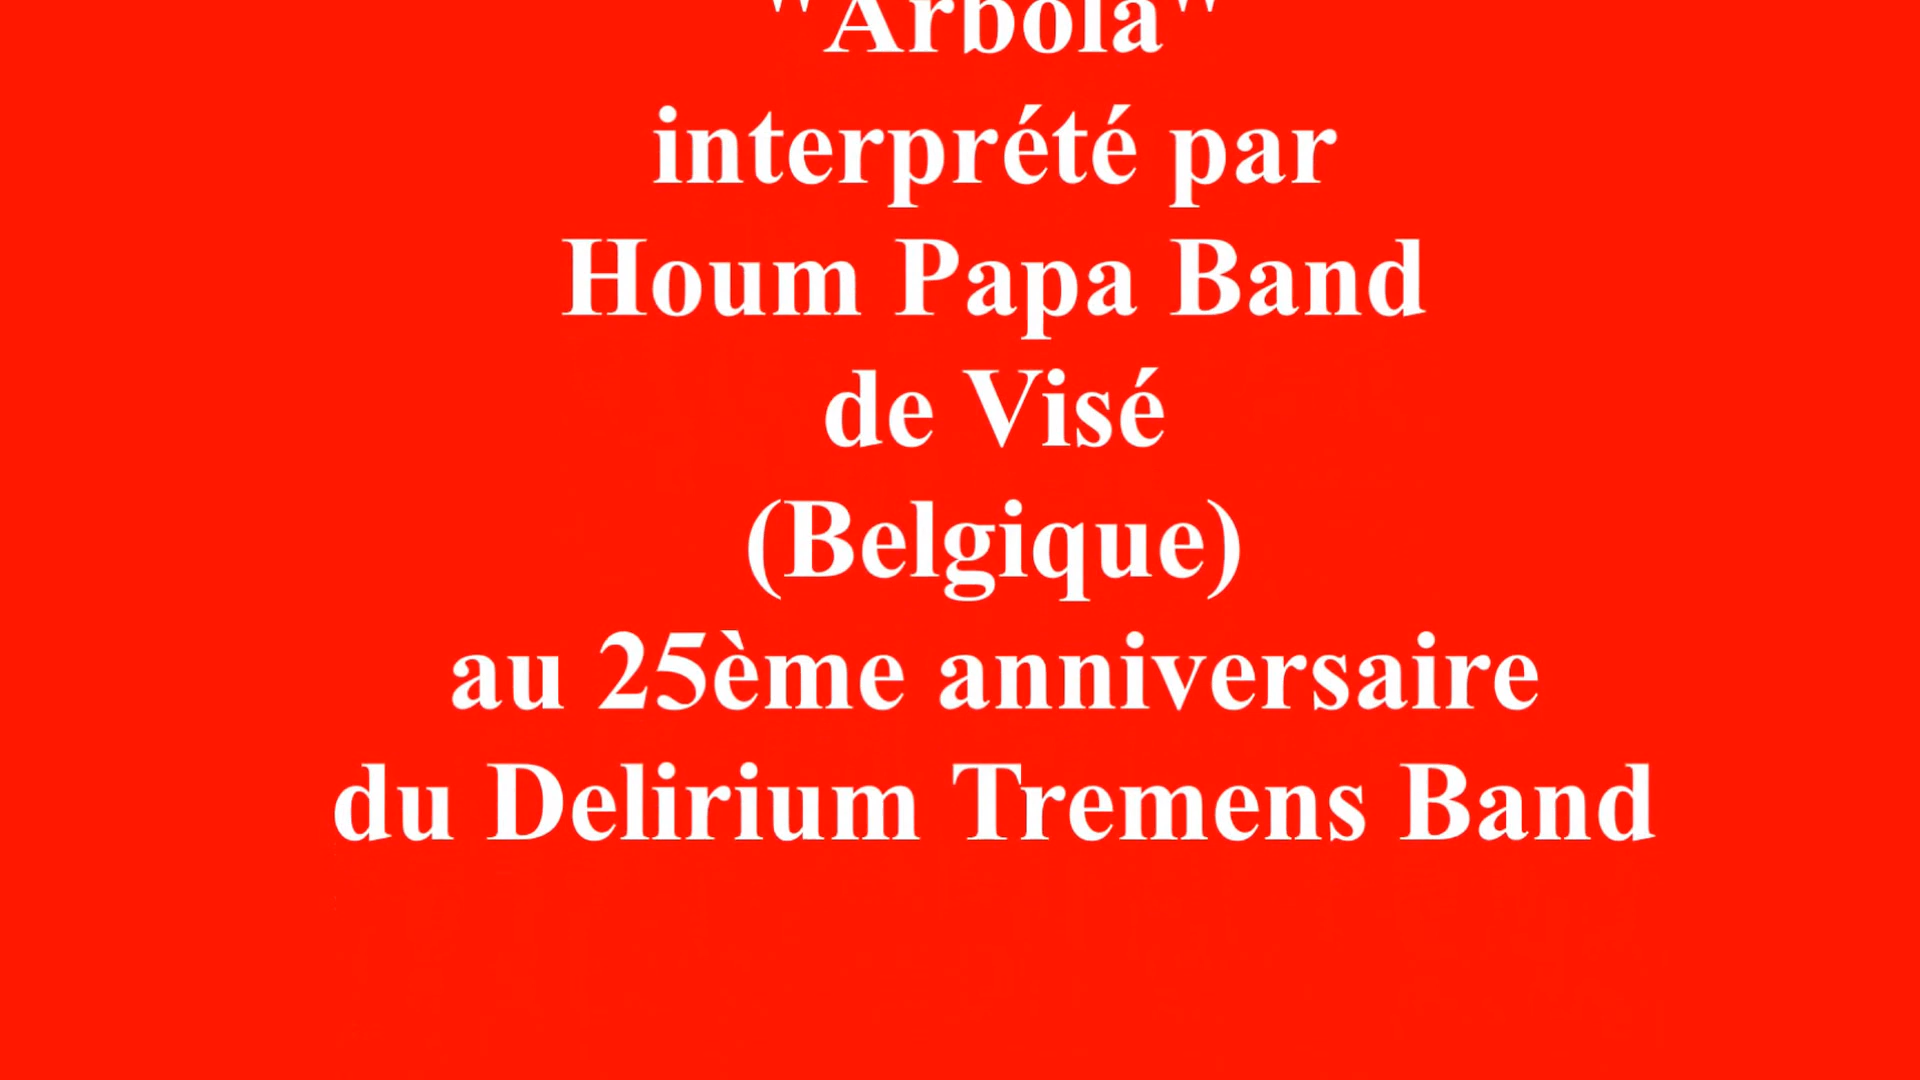 "Arbola"
interprété par
Houm Papa Band
de Visé
(Belgique)
au 25ème anniversaire
du Delirium Tremens Band